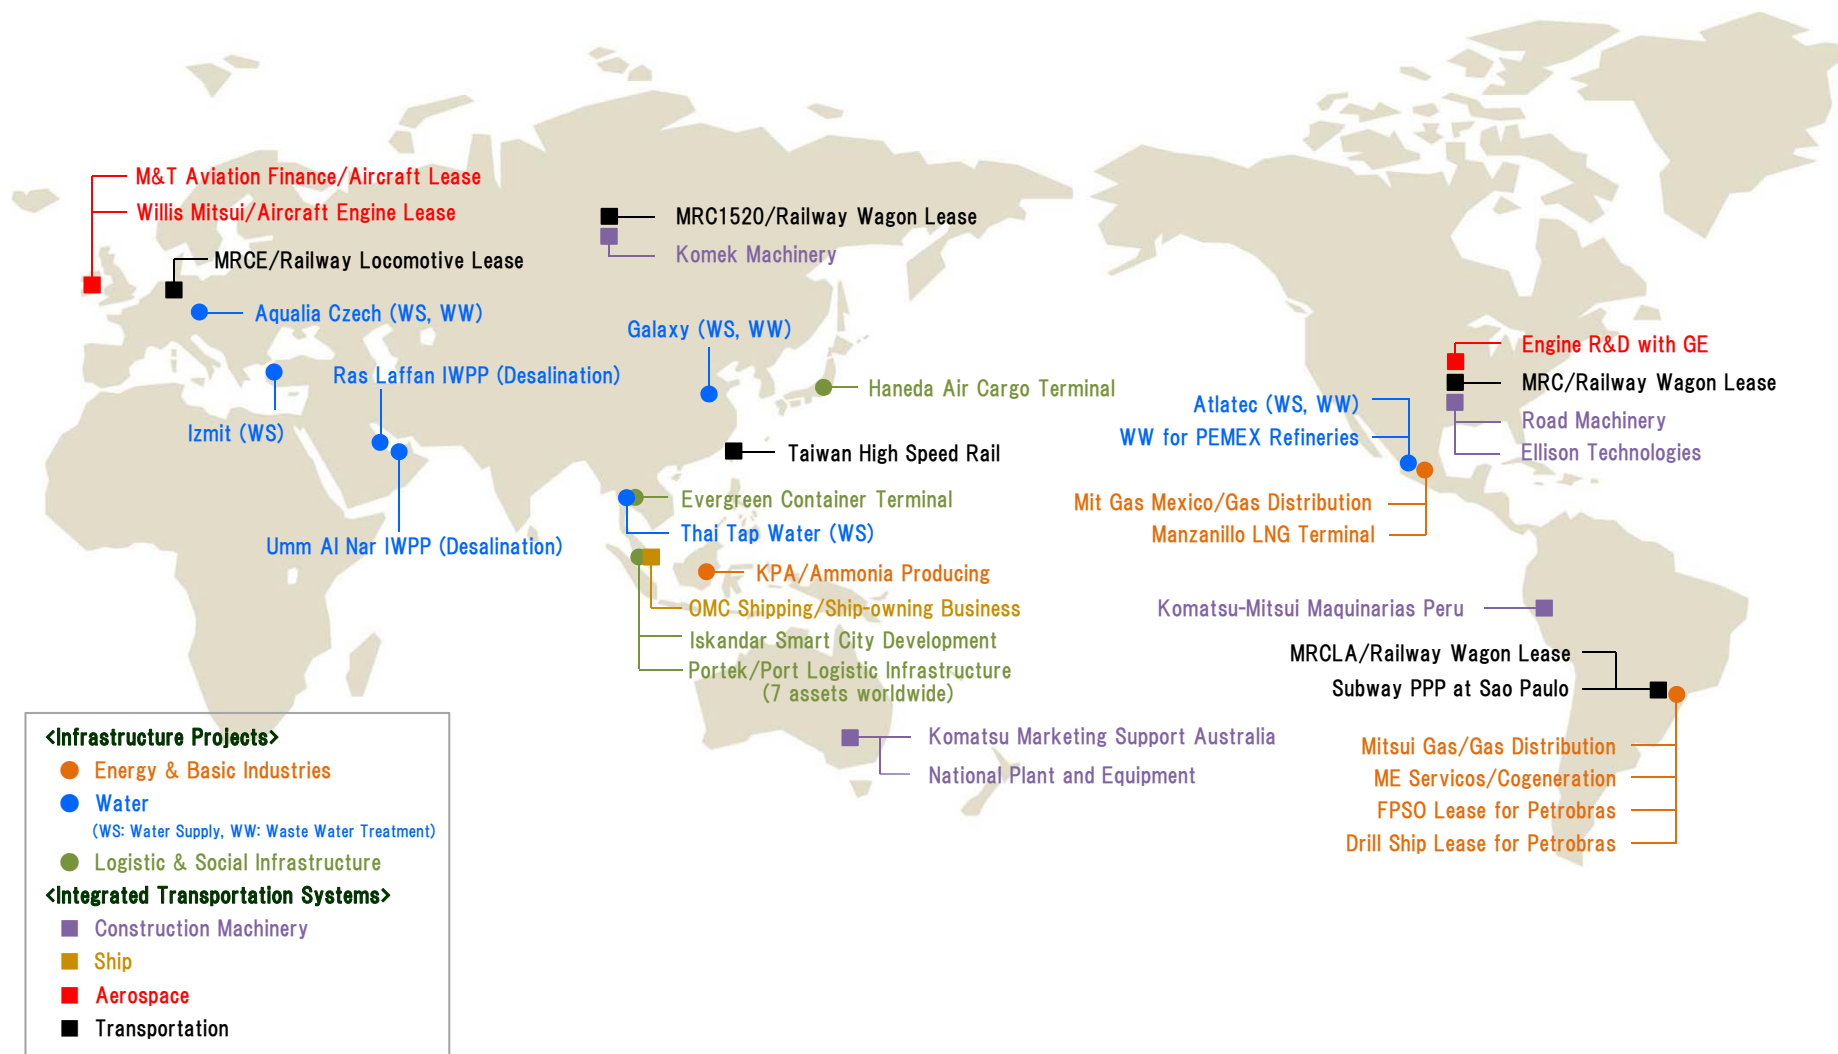 M&T Aviation Finance/Aircraft Lease
Willis Mitsui/Aircraft Engine Lease
MRCE/Railway Locomotive Lease
Aqualia Czech (WS, WW)
Izmit (WS)
Ras Laffan IWPP (Desalination)
Umm Al Nar IWPP (Desalination)
MRC1520/Railway Wagon Lease
Komek Machinery
Galaxy (WS, WW)
Haneda Air Cargo Terminal
Taiwan High Speed Rail
Evergreen Container Terminal
Thai Tap Water (WS)
KPA/Ammonia Producing
OMC Shipping/Ship-owning Business
Iskandar Smart City Development
Portek/Port Logistic Infrastructure
(7 assets worldwide)
Komatsu Marketing Support Australia
National Plant and Equipment
Engine R&D with GE
MRC/Railway Wagon Lease
Road Machinery
Ellison Technologies
Atlatec (WS, WW)
WW for PEMEX Refineries
Mit Gas Mexico/Gas Distribution
Manzanillo LNG Terminal
Komatsu-Mitsui Maquinarias Peru
MRCLA/Railway Wagon Lease
Subway PPP at Sao Paulo
Mitsui Gas/Gas Distribution
ME Servicos/Cogeneration
FPSO Lease for Petrobras
Drill Ship Lease for Petrobras
<Infrastructure Projects>
Energy & Basic Industries
Water
(WS: Water Supply, WW: Waste Water Treatment)
Logistic & Social Infrastructure
<Integrated Transportation Systems>
Construction Machinery
Ship
Aerospace
Transportation